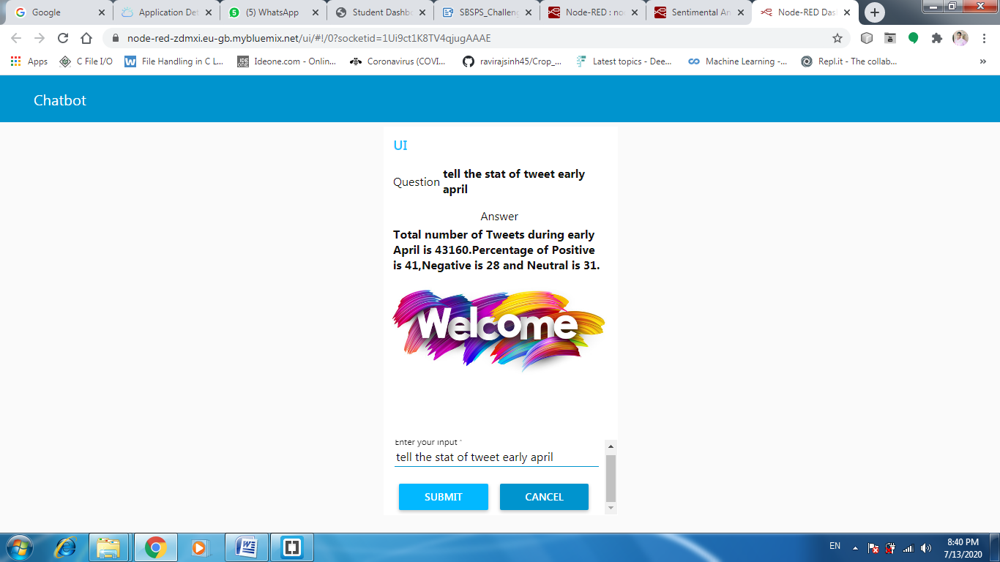 Google
Application Det
(5) WhatsApp
Student Dashbo
SBSPS_Challeng
Node-RED : nod
Sentimental An
Node-RED Das
node-red-zdmxi.eu-gb.mybluemix.net/ui/#!/0?socketid=1Ui9ct1K8TV4qjugAAAE
Apps
C File I/O
File Handling in C L...
Ideone.com - Onlin...
Coronavirus (COVI...
ravirajsinh45/Crop_...
Latest topics - Dee...
Machine Learning -...
Repl.it - The collab...
»
Chatbot
UI
Question tell the stat of tweet early
april
Answer
Total number of Tweets during early
April is 43160.Percentage of Positive
is 41,Negative is 28 and Neutral is 31.
Welcome
Enter your input *
tell the stat of tweet early april
SUBMIT CANCEL
EN
8:40 PM
7/13/2020